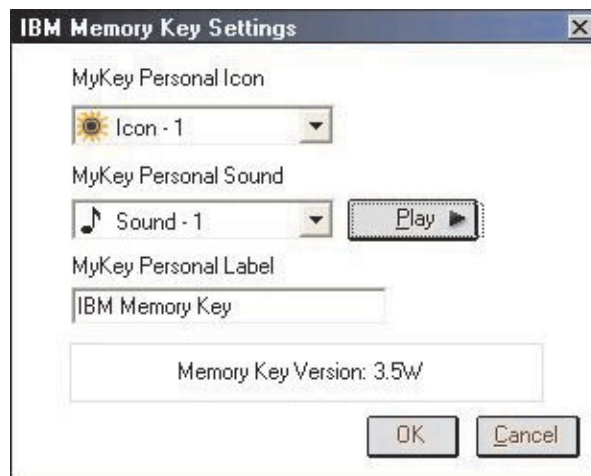 IBM Memory Key Settings
MyKey Personal Icon
Icon - 1
MyKey Personal Sound
Sound - 1
Play
MyKey Personal Label
IBM Memory Key
Memory Key Version: 3.5W
OK
Cancel